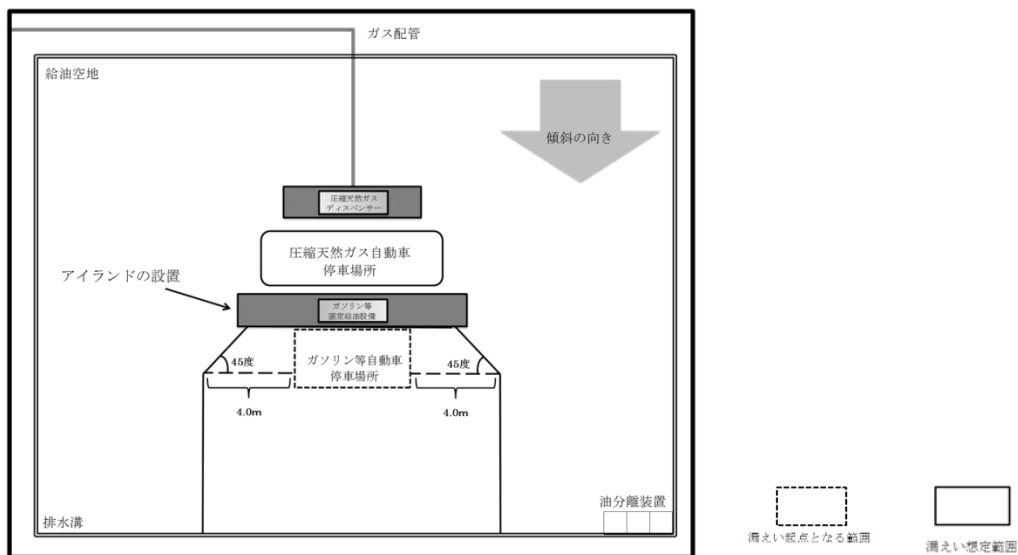 ガス配管
給油空地
傾斜の向き
圧縮天然ガス
ディスペンサー
圧縮天然ガス自動車
停車場所
アイランドの設置
ガソリン等
固定給油設備
ガソリン等自動車
停車場所
45度
45度
4.0m
4.0m
油分離装置
排水溝
漏えい起点となる範囲
漏えい想定範囲